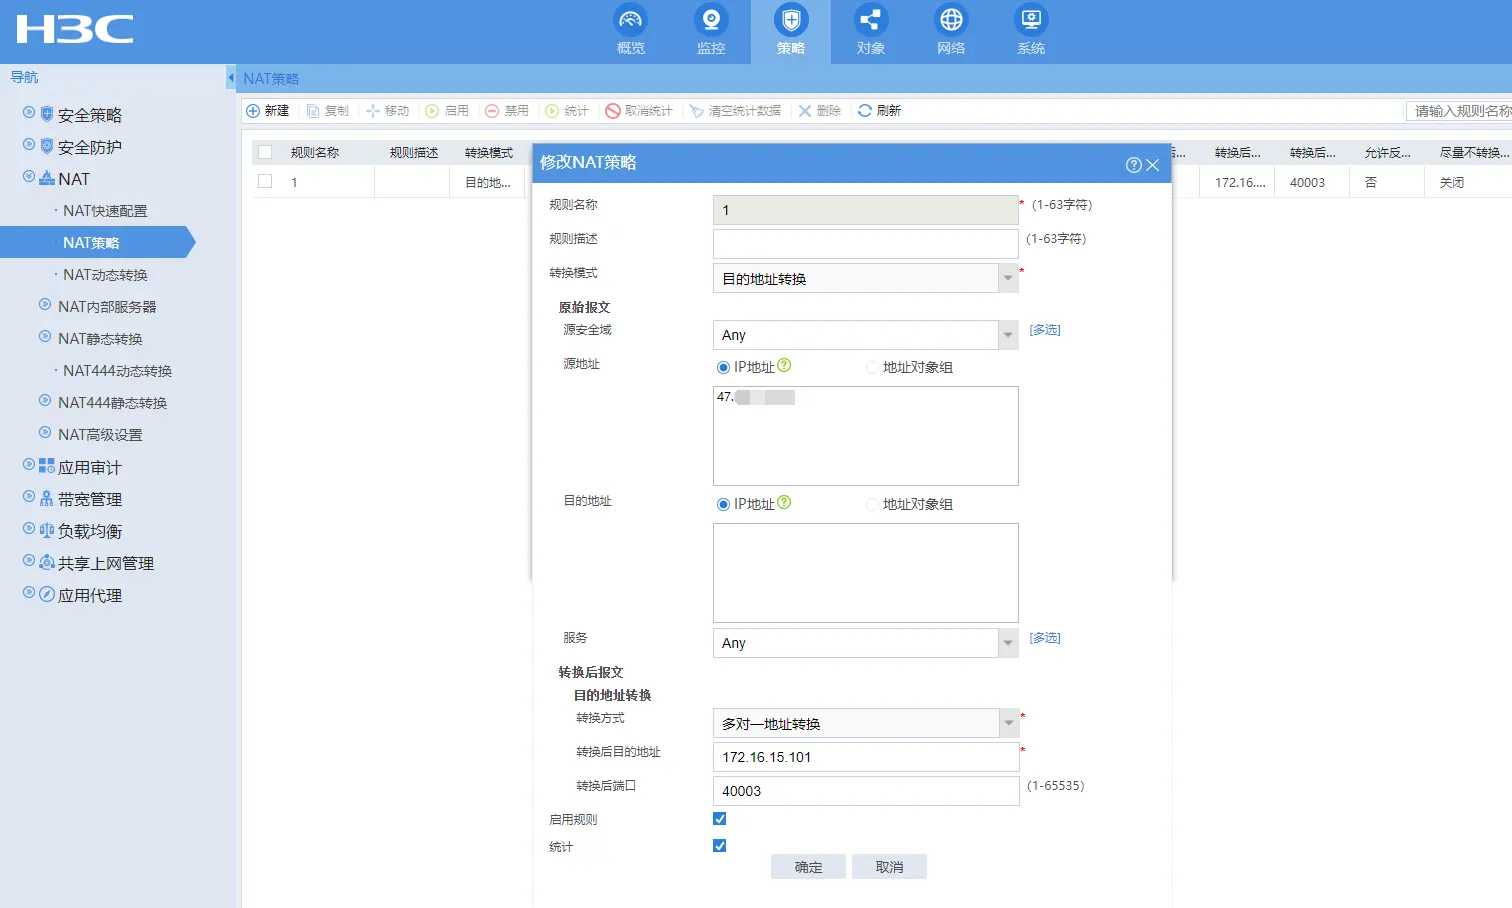 H3C
概览 监控 策略 对象 网络 系统
导航
NAT策略
新建 复制 移动 启用 禁用 统计 取消统计 清空统计数据 删除 刷新 请输入规则名称
安全策略
安全防护
NAT
· NAT快速配置
· NAT策略
· NAT动态转换
NAT内部服务器
NAT静态转换
· NAT444动态转换
NAT444静态转换
NAT高级设置
应用审计
带宽管理
负载均衡
共享上网管理
应用代理
规则名称 规则描述 转换模式 转换后... 转换后... 允许反... 尽量不转换...
1 目的地... 172.16.... 40003 否 关闭
修改NAT策略
规则名称 1 * (1-63字符)
规则描述 (1-63字符)
转换模式 目的地址转换 *
原始报文
源安全域 Any [多选]
源地址 IP地址 地址对象组
47.
目的地址 IP地址 地址对象组
服务 Any [多选]
转换后报文
目的地址转换
转换方式 多对一地址转换 *
转换后目的地址 172.16.15.101 *
转换后端口 40003 (1-65535)
启用规则
统计
确定 取消